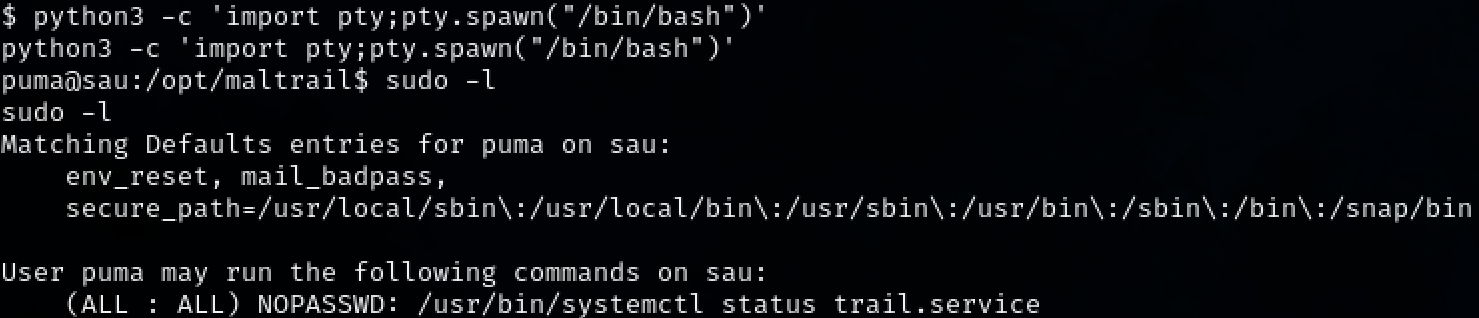 $ python3 -c 'import pty;pty.spawn("/bin/bash")'
python3 -c 'import pty;pty.spawn("/bin/bash")'
puma@sau:/opt/maltrail$ sudo -l
sudo -l
Matching Defaults entries for puma on sau:
    env_reset, mail_badpass,
    secure_path=/usr/local/sbin\:/usr/local/bin\:/usr/sbin\:/usr/bin\:/sbin\:/bin\:/snap/bin

User puma may run the following commands on sau:
    (ALL : ALL) NOPASSWD: /usr/bin/systemctl status trail.service